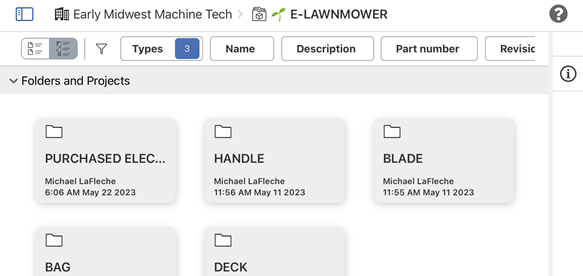 Early Midwest Machine Tech > E-LAWNMOWER ?
Types 3 Name Description Part number Revisic
Folders and Projects
PURCHASED ELEC... HANDLE BLADE
Michael LaFleche Michael LaFleche Michael LaFleche
6:06 AM May 22 2023 11:56 AM May 11 2023 11:55 AM May 11 2023
BAG DECK